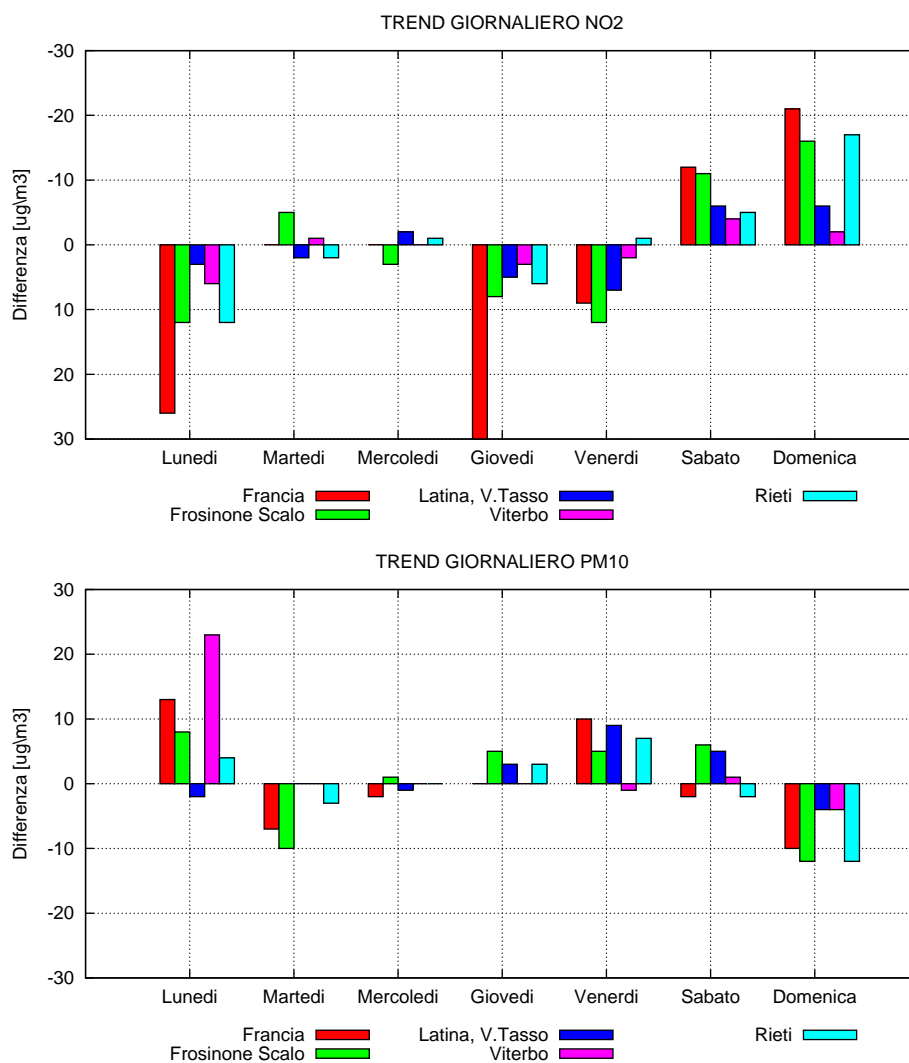 TREND GIORNALIERO NO2
-30
-20
-10
0
10
20
30
Differenza [ug\m3]
Lunedi Martedi Mercoledi Giovedi Venerdi Sabato Domenica
Francia Latina, V.Tasso Rieti
Frosinone Scalo Viterbo
TREND GIORNALIERO PM10
30
20
10
0
-10
-20
-30
Differenza [ug\m3]
Lunedi Martedi Mercoledi Giovedi Venerdi Sabato Domenica
Francia Latina, V.Tasso Rieti
Frosinone Scalo Viterbo